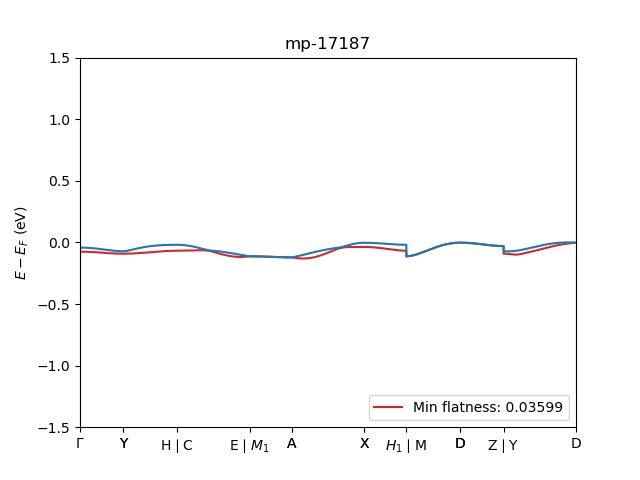 mp-17187
1.5
1.0
0.5
0.0
−0.5
−1.0
−1.5
E − E_F (eV)
Min flatness: 0.03599
Γ Y H | C E | M₁ A X H₁ | M D Z | Y D